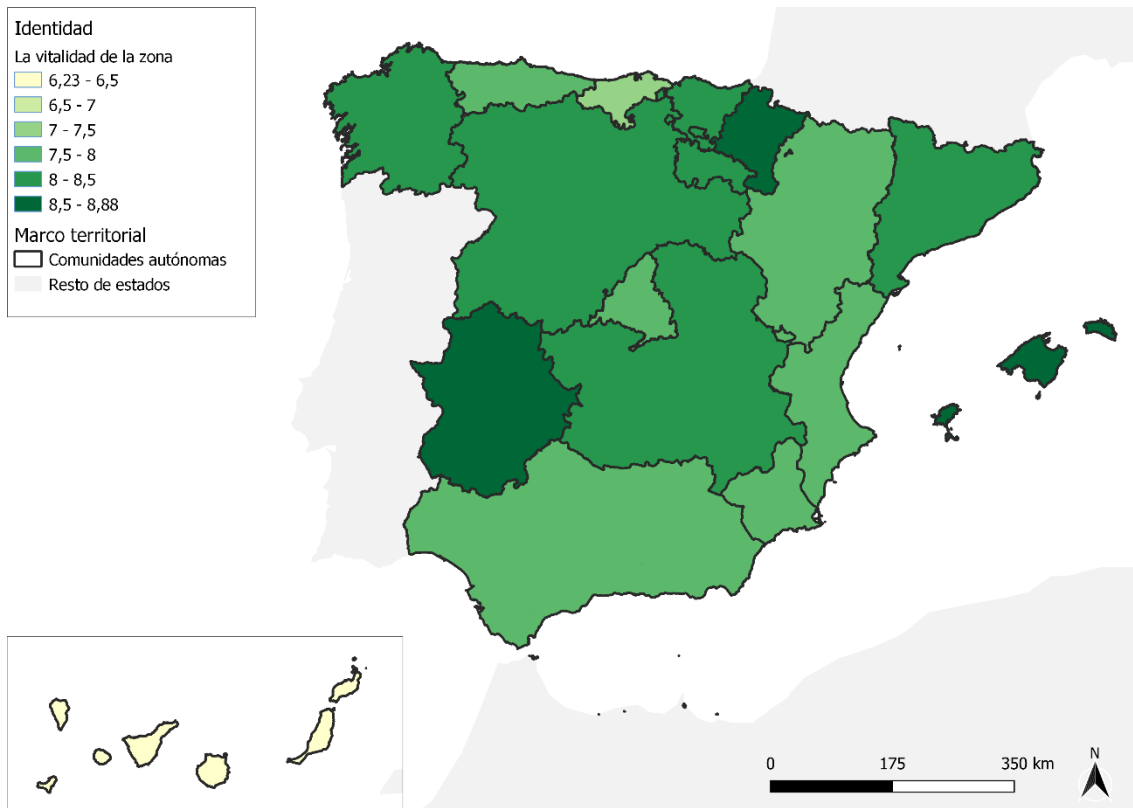 Identidad
La vitalidad de la zona
6,23 - 6,5
6,5 - 7
7 - 7,5
7,5 - 8
8 - 8,5
8,5 - 8,88
Marco territorial
Comunidades autónomas
Resto de estados
0 175 350 km
N